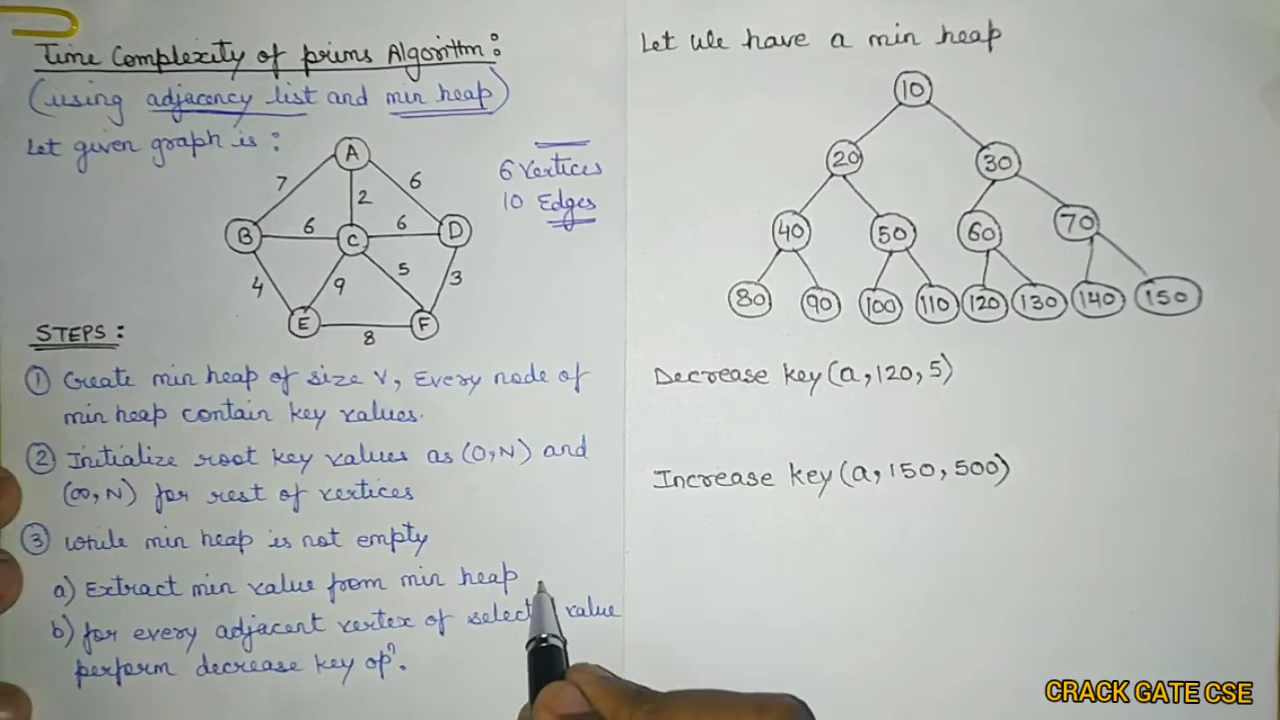 Time Complexity of prims Algorithm:
(using adjacency list and min heap)
Let given graph is:
A
7
2
6
6 vertices
10 Edges
B
6
C
6
D
4
9
5
3
E
8
F
STEPS:
① Create min heap of size V, Every node of
min heap contain key values.
② Initialize root key values as (0,N) and
(∞,N) for rest of vertices
③ While min heap is not empty
a) Extract min value from min heap
b) for every adjacent vertex of select value
perform decrease key opⁿ.
Let We have a min heap
10
20 30
40 50 60 70
80 90 100 110 120 130 140 150
Decrease key(a,120,5)
Increase key(a,150,500)
CRACK GATE CSE